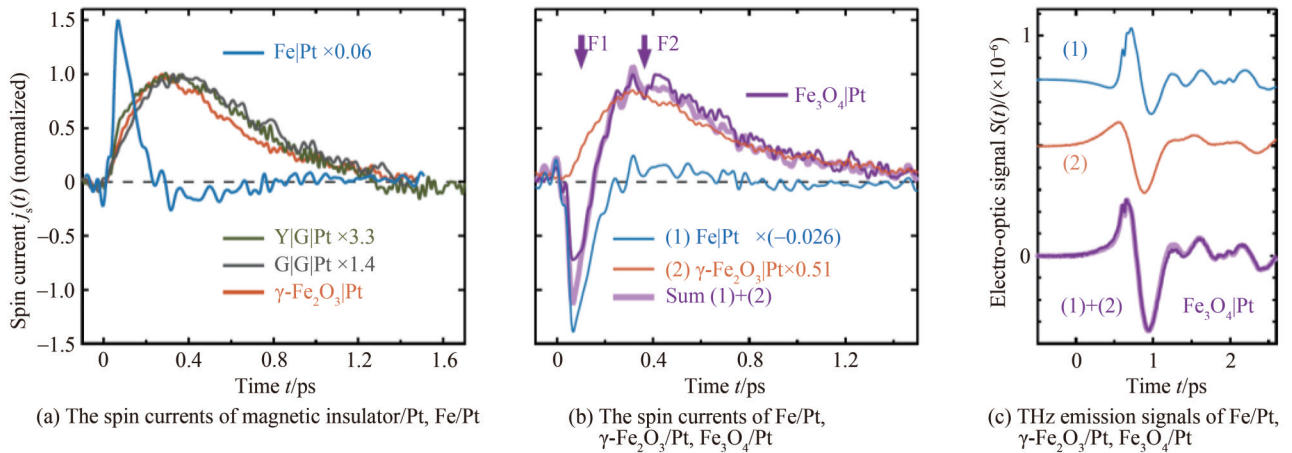 Spin current jₛ(t) (normalized)
1.5
1.0
0.5
0
−0.5
−1.0
−1.5
Fe|Pt ×0.06
Y|G|Pt ×3.3
G|G|Pt ×1.4
γ-Fe₂O₃|Pt
0 0.4 0.8 1.2 1.6
Time t/ps
(a) The spin currents of magnetic insulator/Pt, Fe/Pt
F1 F2
Fe₃O₄|Pt
(1) Fe|Pt ×(−0.026)
(2) γ-Fe₂O₃|Pt×0.51
Sum (1)+(2)
0 0.4 0.8 1.2
Time t/ps
(b) The spin currents of Fe/Pt,
γ-Fe₂O₃/Pt, Fe₃O₄/Pt
Electro-optic signal S(t)/(×10⁻⁶)
1
0
(1)
(2)
(1)+(2) Fe₃O₄|Pt
0 1 2
Time t/ps
(c) THz emission signals of Fe/Pt,
γ-Fe₂O₃/Pt, Fe₃O₄/Pt